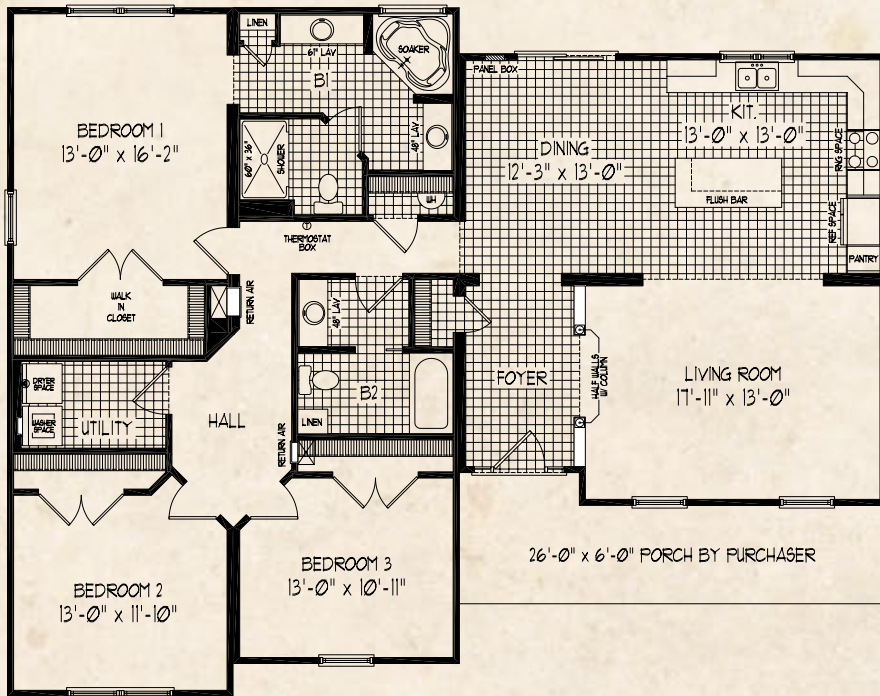 LINEN
61" LAV
SOAKER
B1
PANEL BOX
KIT.
13'-0" x 13'-0"
BEDROOM 1
13'-0" x 16'-2"
60" x 36"
SHOWER
48" LAV
DINING
12'-3" x 13'-0"
RNG SPACE
FLUSH BAR
WH
REF SPACE
THERMOSTAT
BOX
PANTRY
WALK
IN
CLOSET
RETURN AIR
48" LAV
DRYER
SPACE
WASHER
SPACE
UTILITY
HALL
B2
LINEN
FOYER
HALF WALLS
W/ COLUMN
LIVING ROOM
17'-11" x 13'-0"
RETURN AIR
BEDROOM 2
13'-0" x 11'-10"
BEDROOM 3
13'-0" x 10'-11"
26'-0" x 6'-0" PORCH BY PURCHASER